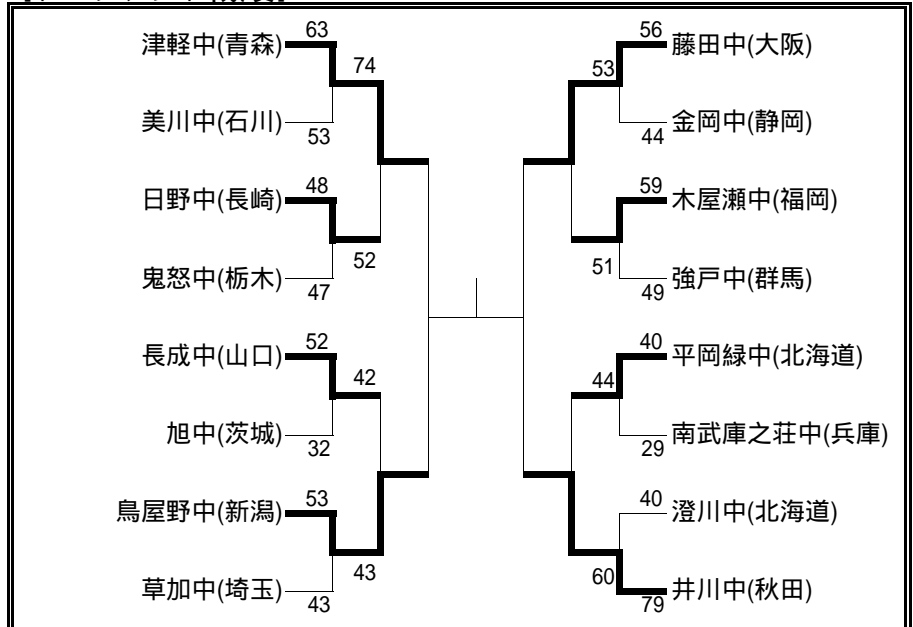 63
津軽中(青森)
74
美川中(石川)
53
48
日野中(長崎)
52
鬼怒中(栃木)
47
52
長成中(山口)
42
旭中(茨城)
32
53
鳥屋野中(新潟)
43
草加中(埼玉)
43
56
藤田中(大阪)
53
金岡中(静岡)
44
59
木屋瀬中(福岡)
51
強戸中(群馬)
49
40
平岡緑中(北海道)
44
南武庫之荘中(兵庫)
29
40
澄川中(北海道)
60
井川中(秋田)
79